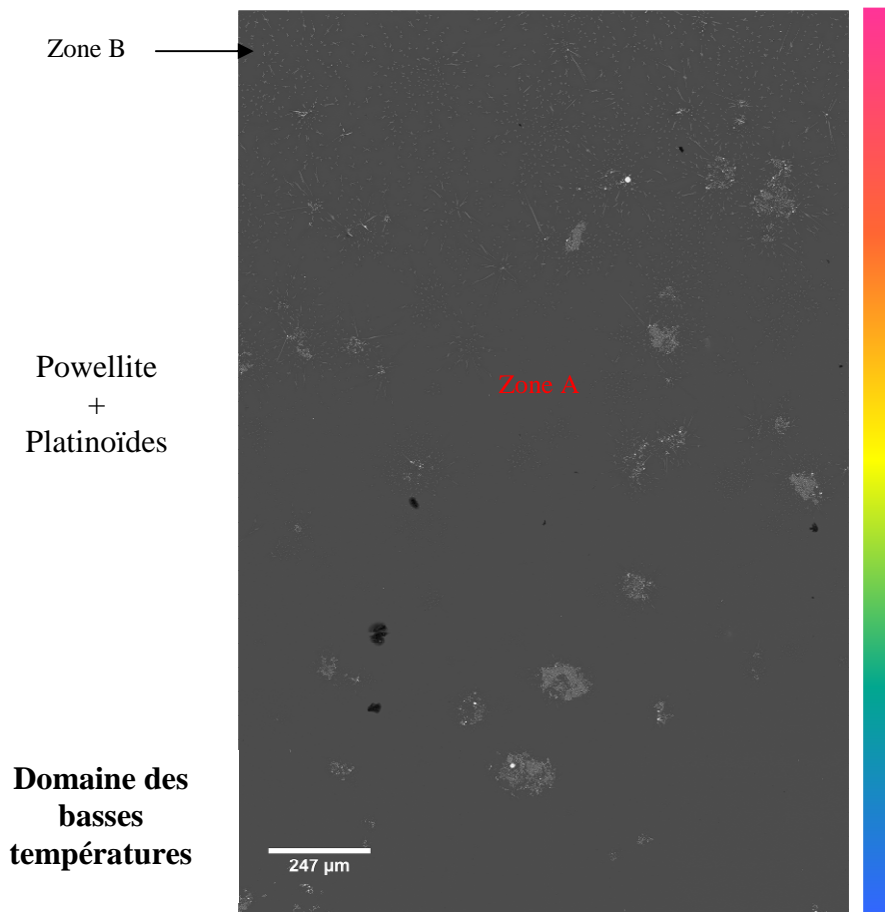 Zone B
Powellite
+
Platinoïdes
Zone A
Domaine des
basses
températures
247 µm